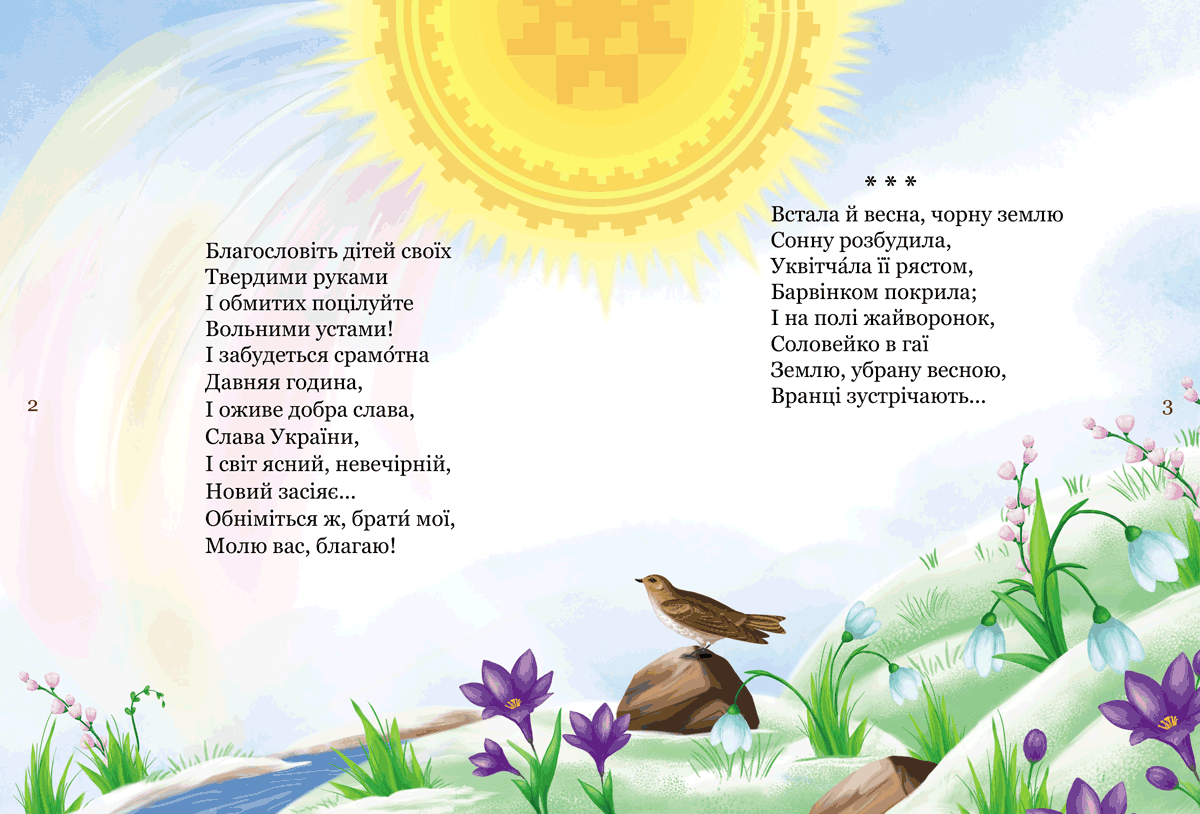 Благословіть дітей своїх
Твердими руками
І обмитих поцілуйте
Вольними устами!
І забудеться срамо́тна
Давняя година,
І оживе добра слава,
Слава України,
І світ ясний, невечірній,
Новий засіяє...
Обніміться ж, брати́ мої,
Молю вас, благаю!
2
* * *
Встала й весна, чорну землю
Сонну розбудила,
Уквітча́ла її рястом,
Барвінком покрила;
І на полі жайворонок,
Соловейко в гаї
Землю, убрану весною,
Вранці зустрічають...
3